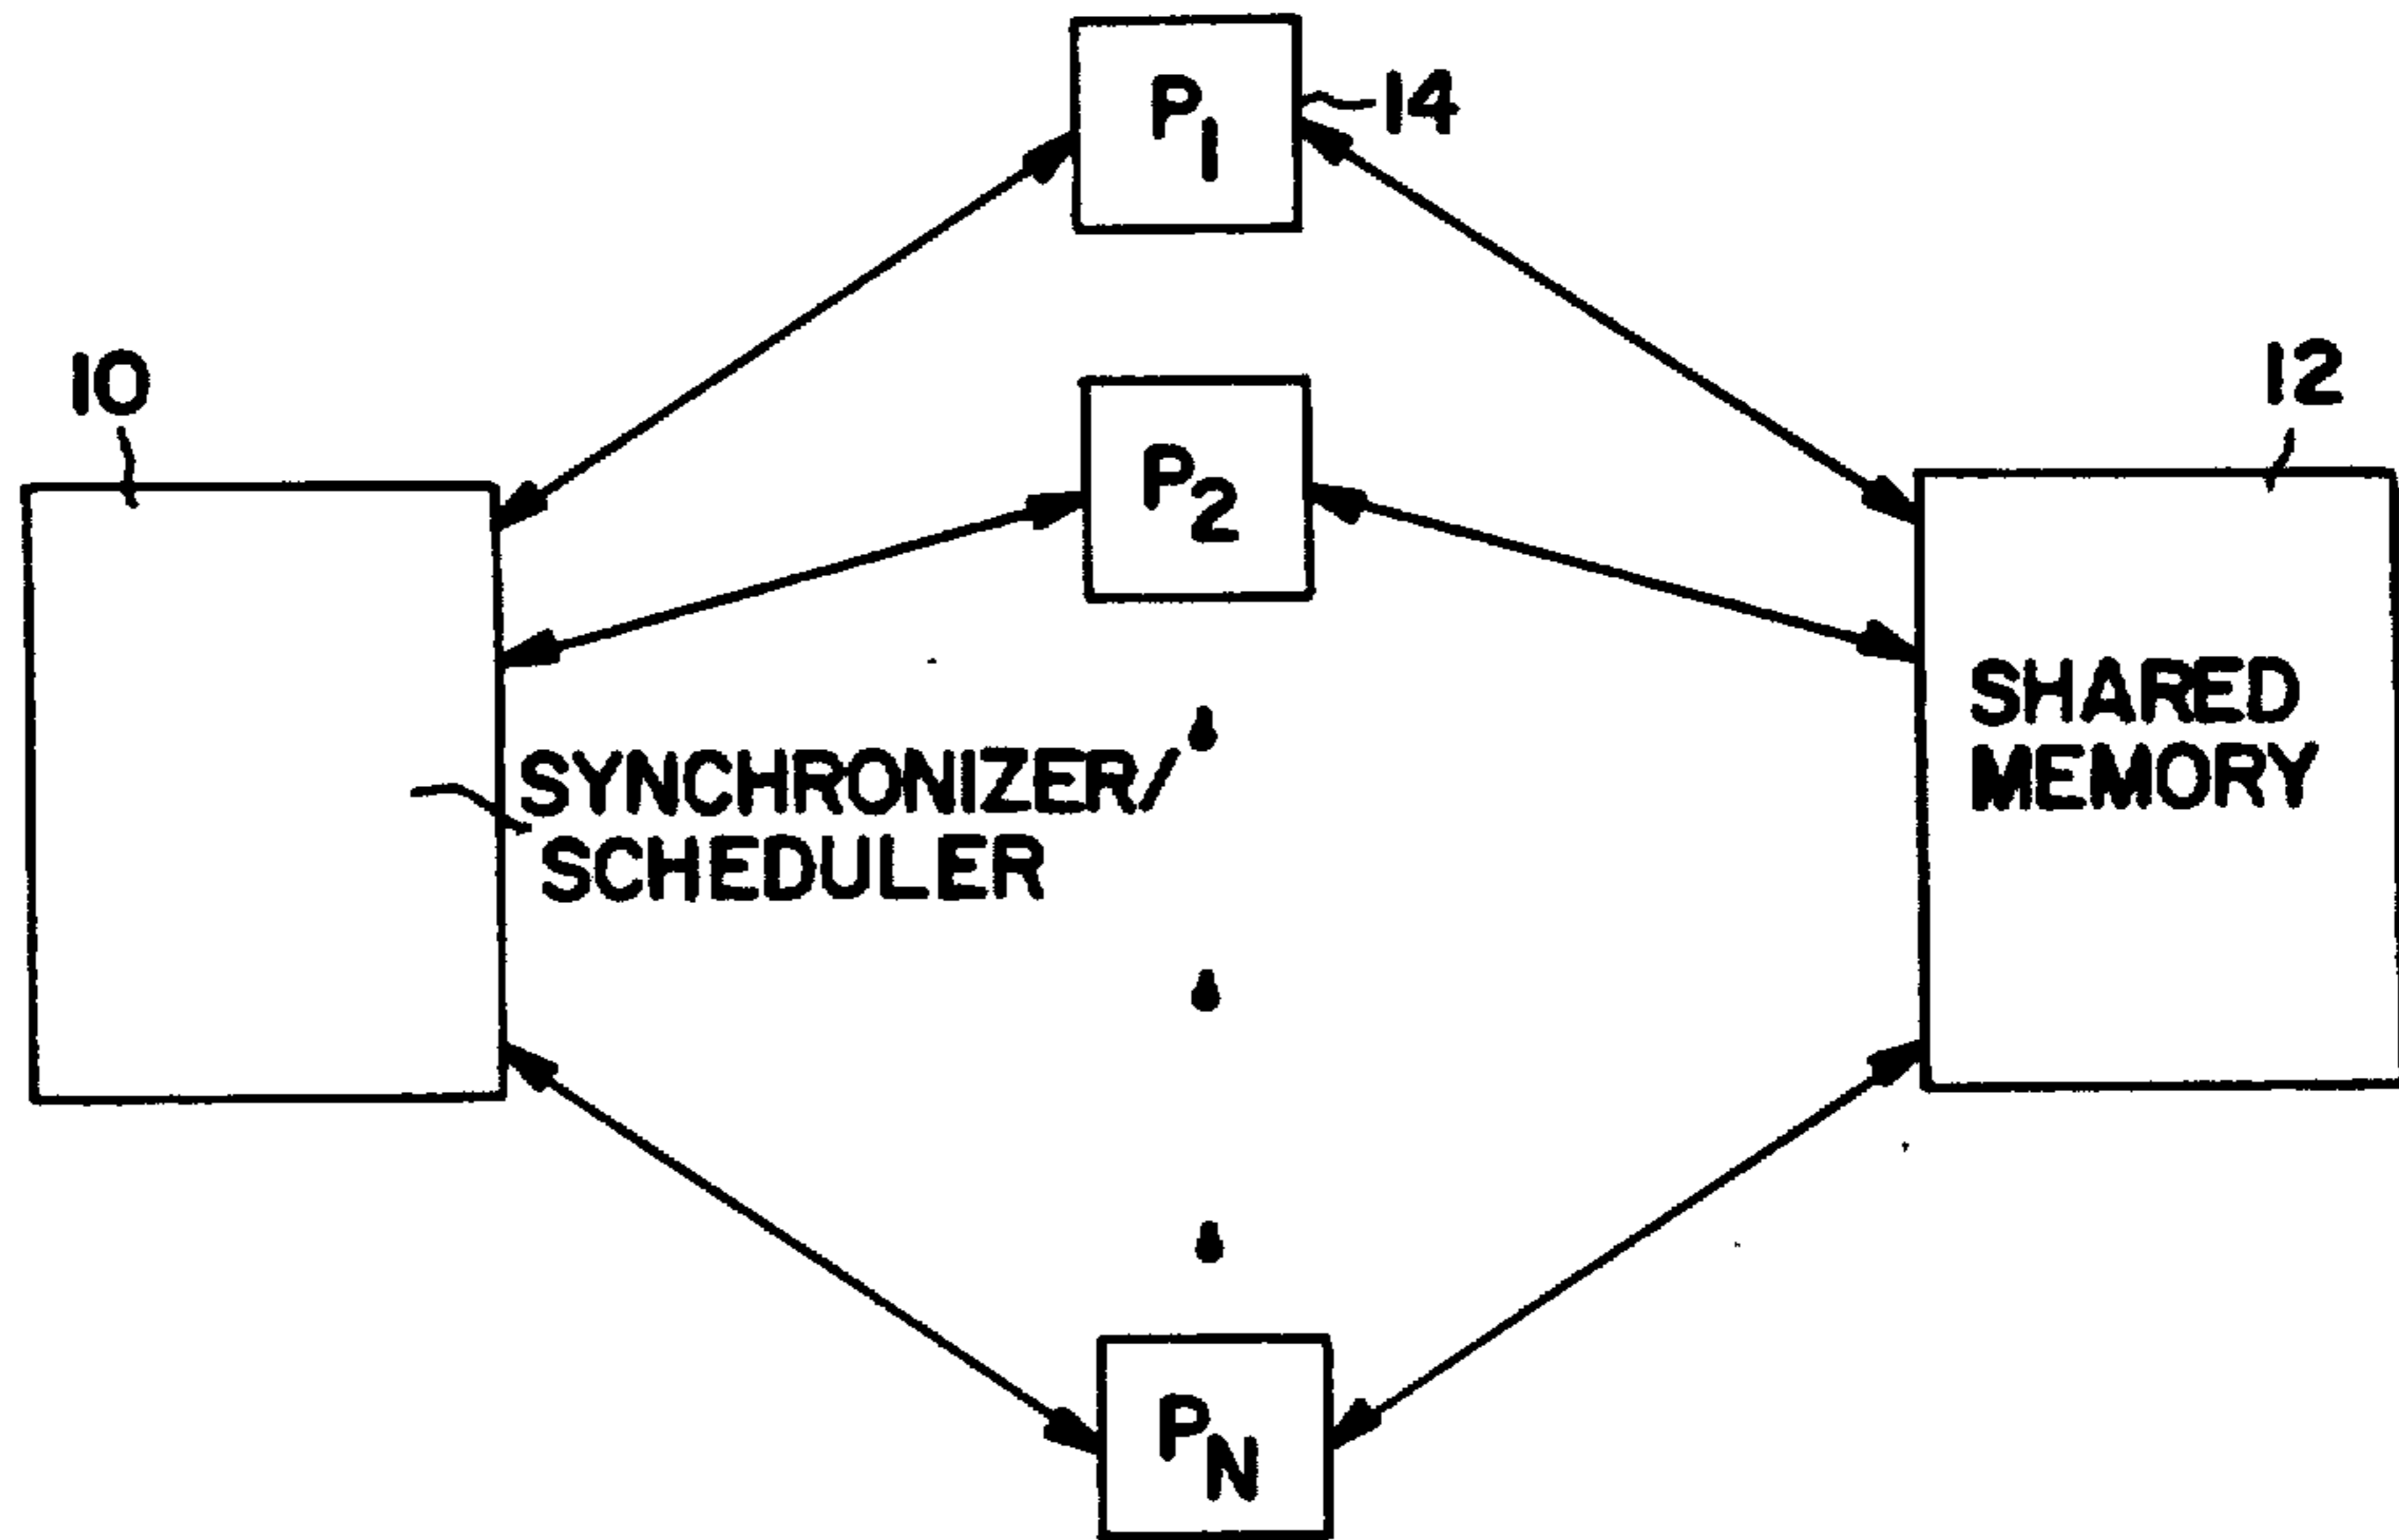 P1
14
10
12
P2
SHARED
MEMORY
SYNCHRONIZER/
SCHEDULER
PN